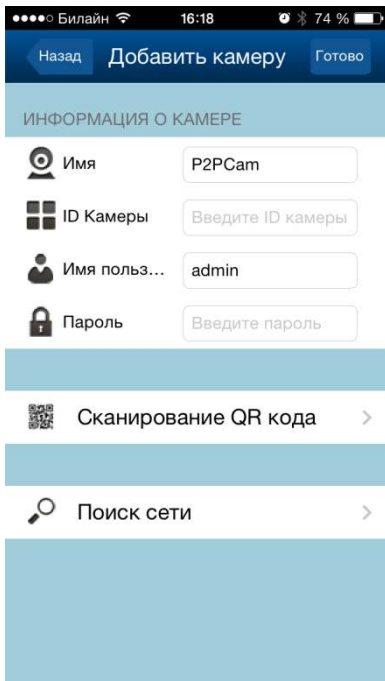 Билайн 16:18 74 %
Назад Добавить камеру Готово
ИНФОРМАЦИЯ О КАМЕРЕ
Имя P2PCam
ID Камеры Введите ID камеры
Имя польз... admin
Пароль Введите пароль
Сканирование QR кода
Поиск сети